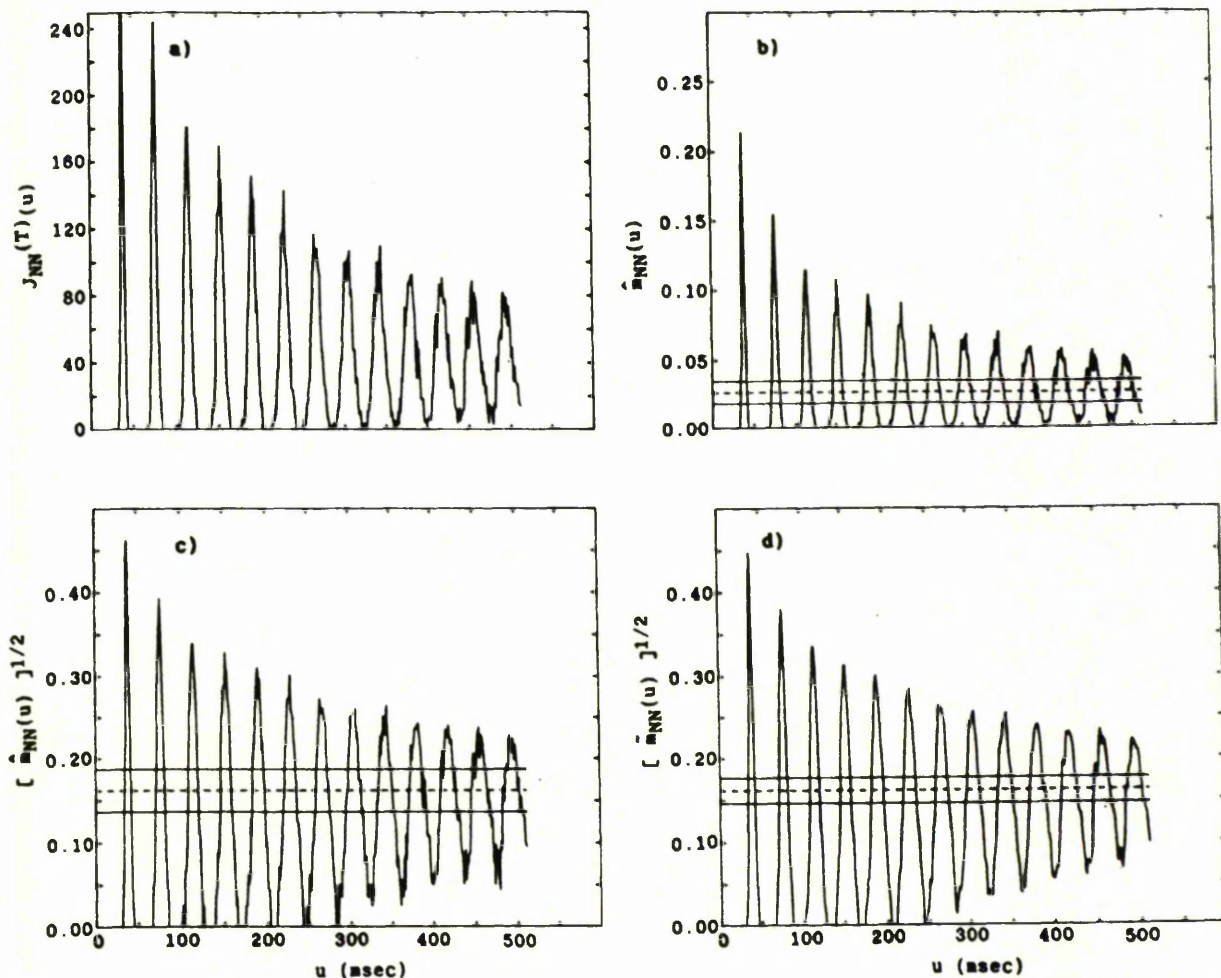 a)
240
200
160
120
80
40
0
J_NN^(T)(u)
b)
0.25
0.20
0.15
0.10
0.05
0.00
m̂_NN(u)
c)
0.40
0.30
0.20
0.10
0.00
[ m̂_NN(u) ]^1/2
0 100 200 300 400 500
u (msec)
d)
0.40
0.30
0.20
0.10
0.00
[ m̃_NN(u) ]^1/2
0 100 200 300 400 500
u (msec)